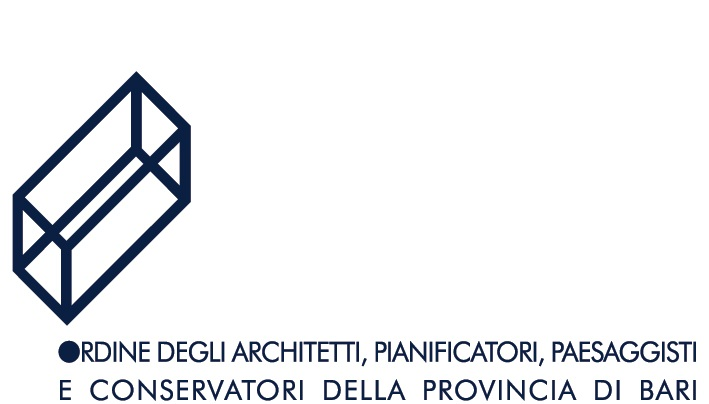 ORDINE DEGLI ARCHITETTI, PIANIFICATORI, PAESAGGISTI
E CONSERVATORI DELLA PROVINCIA DI BARI